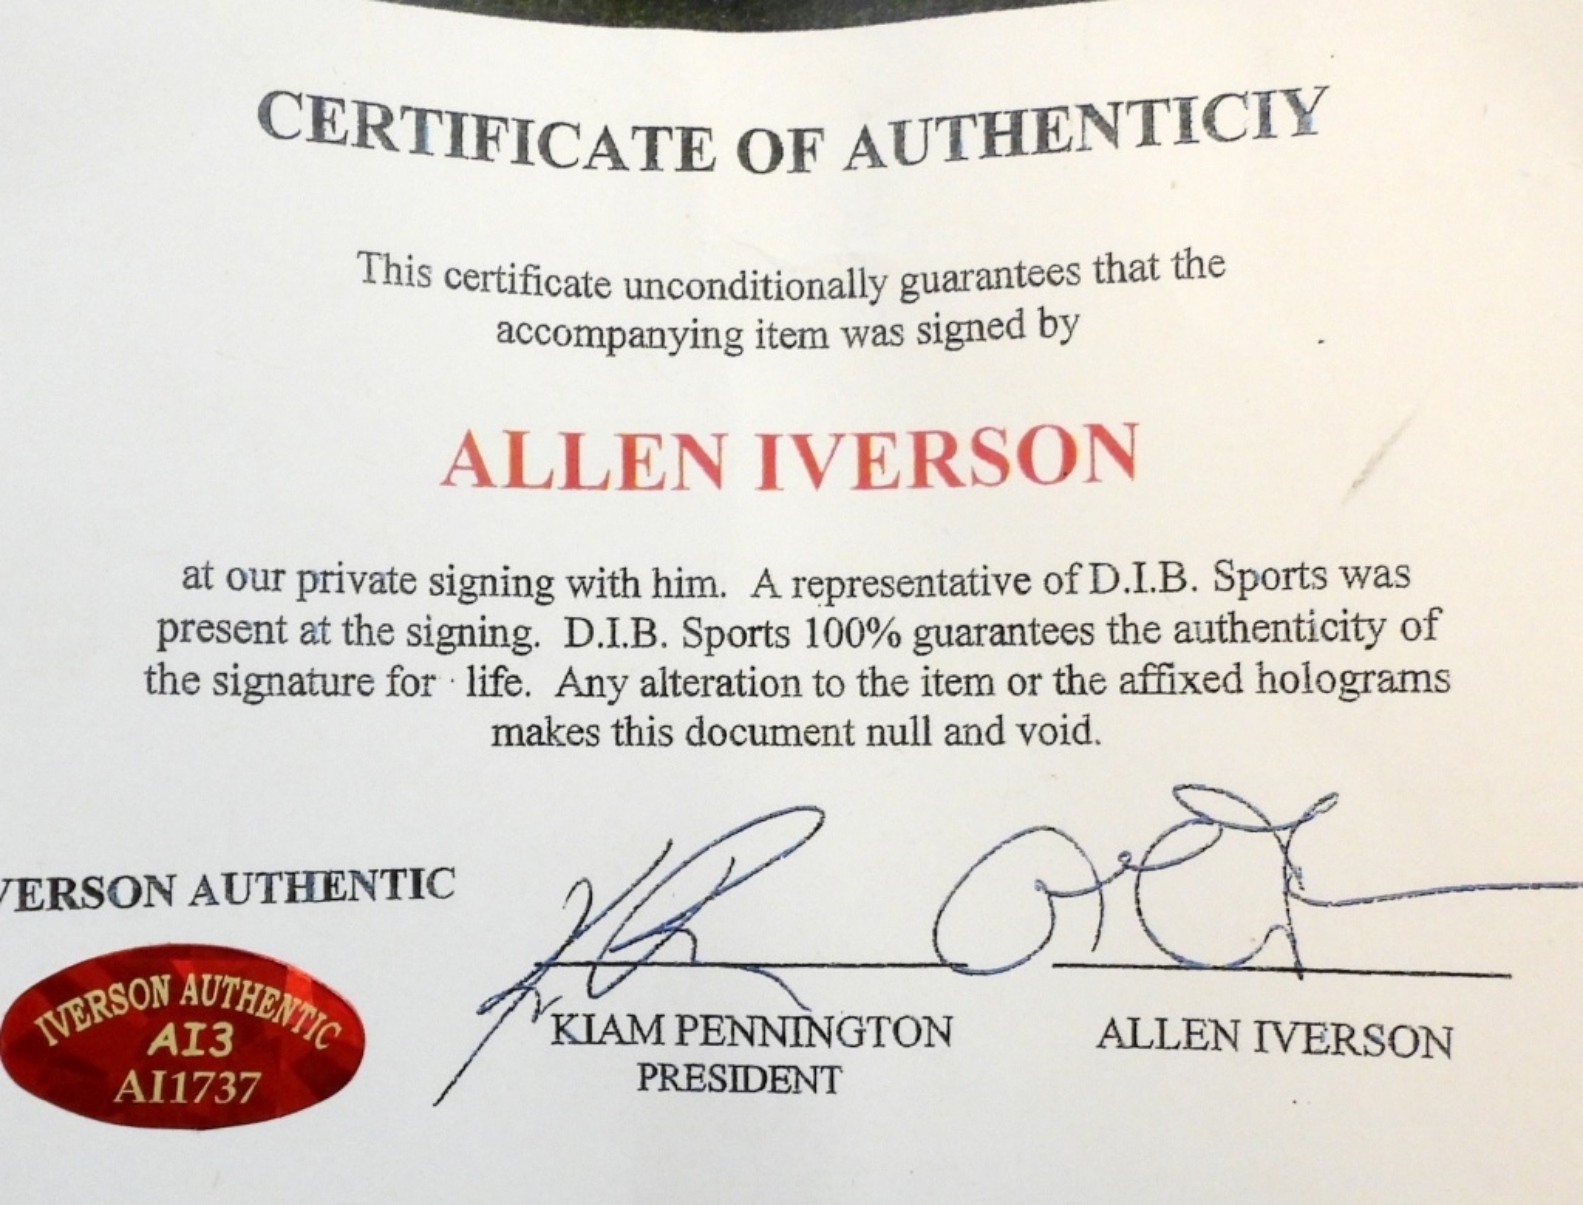 CERTIFICATE OF AUTHENTICIY
This certificate unconditionally guarantees that the
accompanying item was signed by
ALLEN IVERSON
at our private signing with him. A representative of D.I.B. Sports was
present at the signing. D.I.B. Sports 100% guarantees the authenticity of
the signature for life. Any alteration to the item or the affixed holograms
makes this document null and void.
VERSON AUTHENTIC
IVERSON AUTHENTIC
AI3
AI1737
KIAM PENNINGTON
PRESIDENT
ALLEN IVERSON